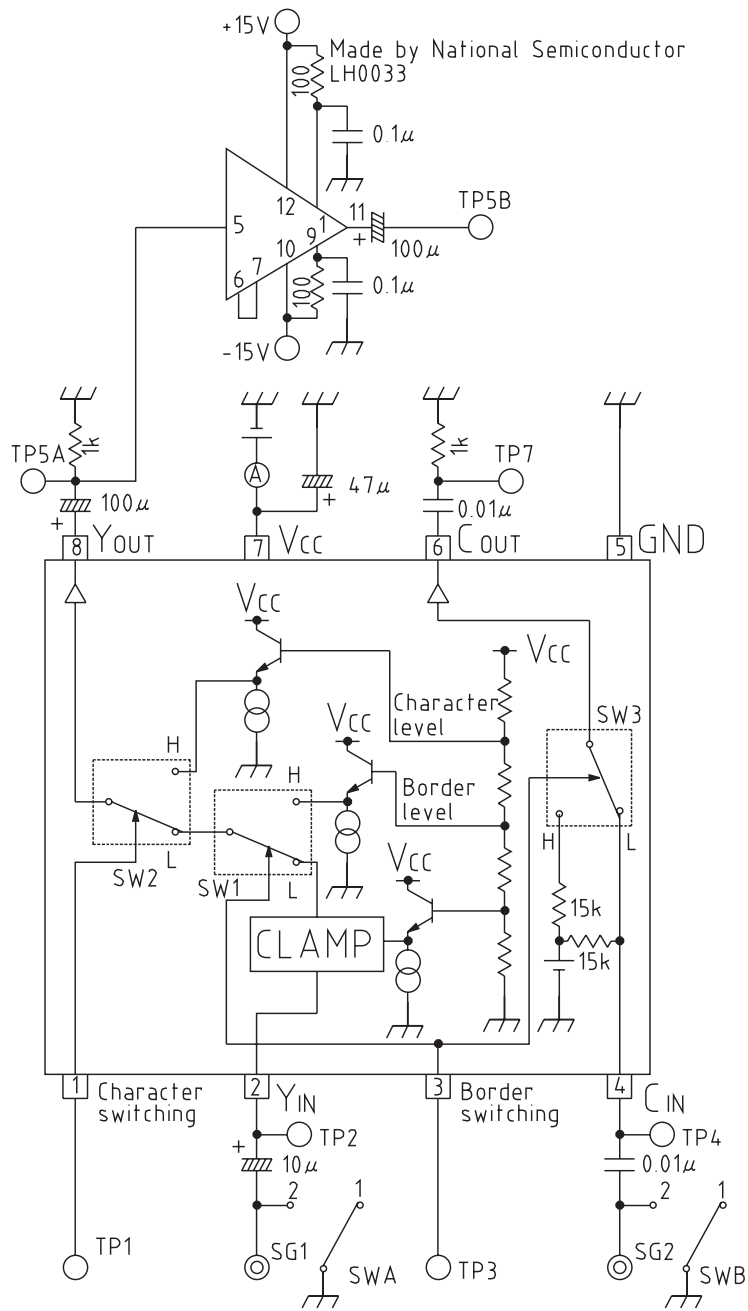 +15V
Made by National Semiconductor
100
LH0033
0.1μ
TP5B
12
1
11
5
+
100μ
10
9
6
7
100
0.1μ
-15V
1k
1k
TP5A
A
TP7
100μ
47μ
0.01μ
+
+
8
YOUT
7
VCC
6
COUT
5
GND
VCC
VCC
Character
level
SW3
VCC
H
H
Border
level
H
L
L
SW2
SW1
L
VCC
15k
CLAMP
15k
1
Character
switching
2
YIN
3
Border
switching
4
CIN
TP2
TP4
+
10μ
0.01μ
2
1
2
1
TP1
SG1
SWA
TP3
SG2
SWB